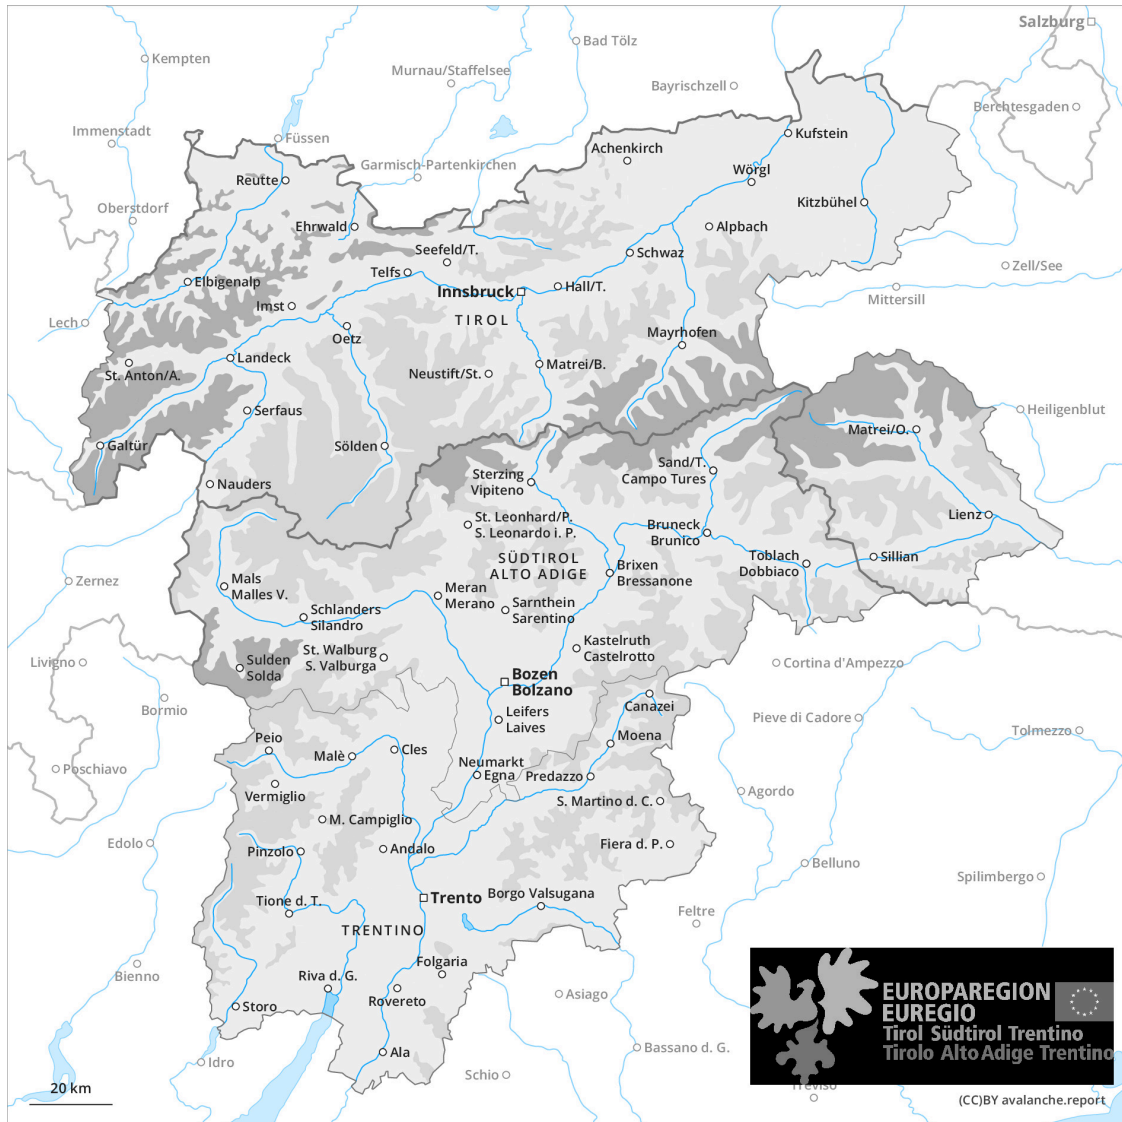 Salzburg
Bad Tölz
Kempten
Murnau/Staffelsee
Bayrischzell
Berchtesgaden
Immenstadt
Füssen
Kufstein
Achenkirch
Garmisch-Partenkirchen
Wörgl
Reutte
Kitzbühel
Oberstdorf
Ehrwald
Alpbach
Seefeld/T.
Schwaz
Telfs
Zell/See
Elbigenalp
Innsbruck
Hall/T.
Mittersill
Imst
TIROL
Lech
Oetz
Mayrhofen
Landeck
Matrei/B.
St. Anton/A.
Neustift/St.
Serfaus
Heiligenblut
Matrei/O.
Galtür
Sölden
Sand/T.
Campo Tures
Sterzing
Vipiteno
Nauders
Lienz
St. Leonhard/P.
S. Leonardo i. P.
Bruneck
Brunico
SÜDTIROL
ALTO ADIGE
Toblach
Dobbiaco
Sillian
Brixen
Bressanone
Zernez
Mals
Malles V.
Meran
Merano
Sarnthein
Sarentino
Schlanders
Silandro
Kastelruth
Castelrotto
St. Walburg
S. Valburga
Livigno
Sulden
Solda
Cortina d'Ampezzo
Bozen
Bolzano
Canazei
Bormio
Leifers
Laives
Pieve di Cadore
Tolmezzo
Peio
Moena
Malè
Cles
Neumarkt
Egna
Predazzo
Poschiavo
Vermiglio
Agordo
S. Martino d. C.
M. Campiglio
Edolo
Pinzolo
Andalo
Fiera d. P.
Belluno
Spilimbergo
Tione d. T.
Trento
Borgo Valsugana
Feltre
TRENTINO
Bienno
Riva d. G.
Folgaria
Storo
Rovereto
Asiago
EUROPAREGION
EUREGIO
Tirol Südtirol Trentino
Tirolo Alto Adige Trentino
Idro
Ala
Bassano d. G.
Schio
Treviso
20 km
(CC)BY avalanche.report